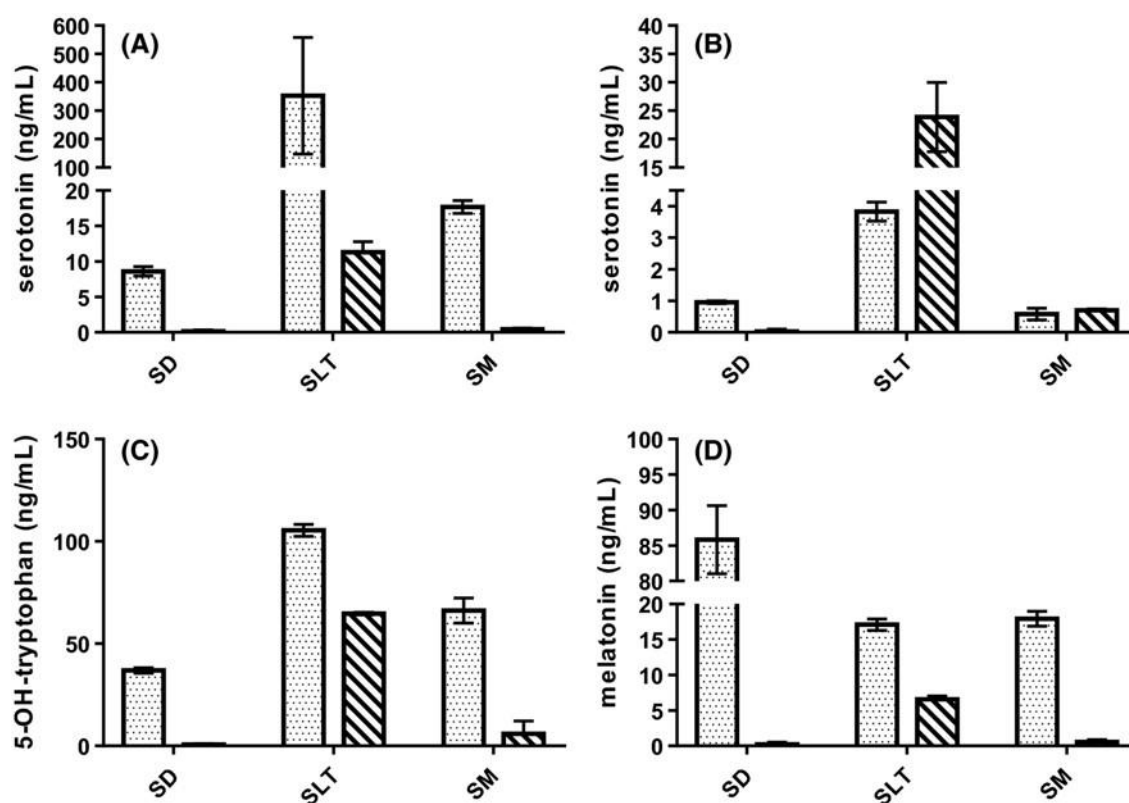 (A)
serotonin (ng/mL)
600
500
400
300
200
100
20
15
10
5
0
SD
SLT
SM
(B)
serotonin (ng/mL)
40
35
30
25
20
15
4
3
2
1
0
SD
SLT
SM
(C)
5-OH-tryptophan (ng/mL)
150
100
50
0
SD
SLT
SM
(D)
melatonin (ng/mL)
100
95
90
85
80
20
15
10
5
0
SD
SLT
SM